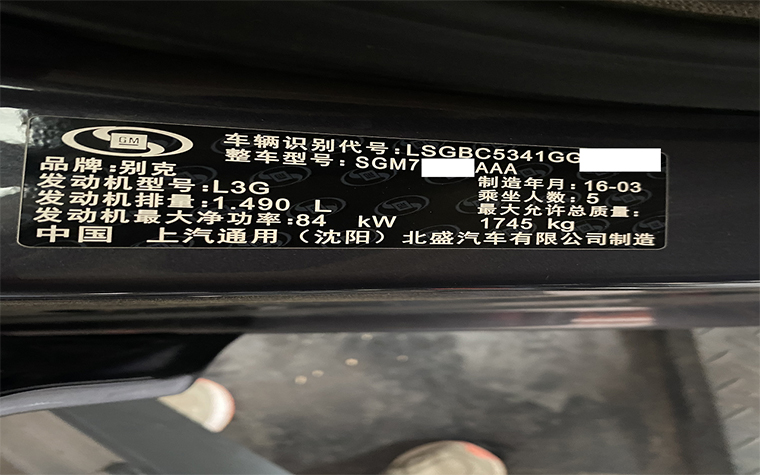 GM
车辆识别代号:LSGBC5341GG
整车型号:SGM7 AAA
品牌:别克
发动机型号:L3G
制造年月:16-03
发动机排量:1.490 L
乘坐人数:5
发动机最大净功率:84 kW
最大允许总质量:
1745 kg
中国 上汽通用(沈阳)北盛汽车有限公司制造